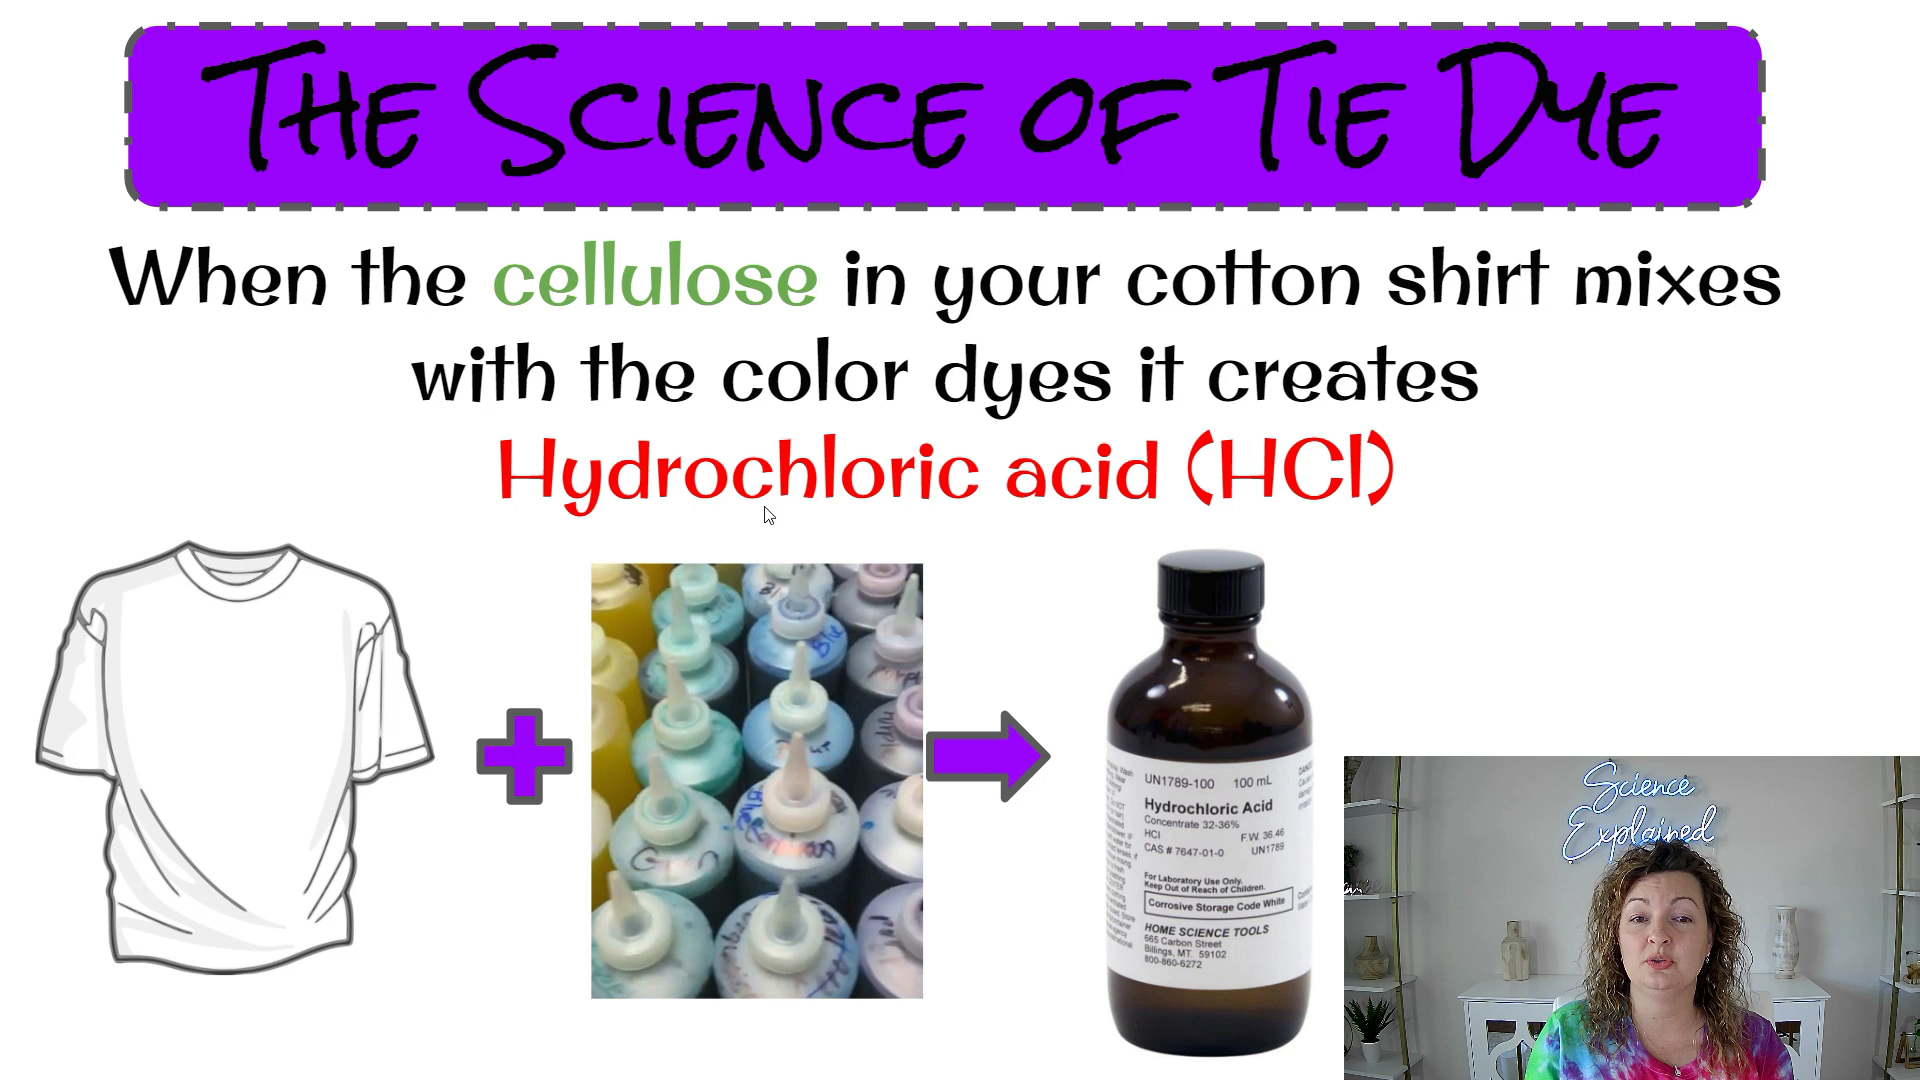 THE SCIENCE OF TIE DYE
When the cellulose in your cotton shirt mixes
with the color dyes it creates
Hydrochloric acid (HCl)
Blue
UN1789-100 100 mL
Hydrochloric Acid
Concentrate 32-36%
HCl F.W. 36.46
CAS # 7647-01-0 UN1789
For Laboratory Use Only.
Keep Out of Reach of Children.
Corrosive Storage Code White
HOME SCIENCE TOOLS
665 Carbon Street
Billings, MT. 59102
800-860-6272
Science
Explained